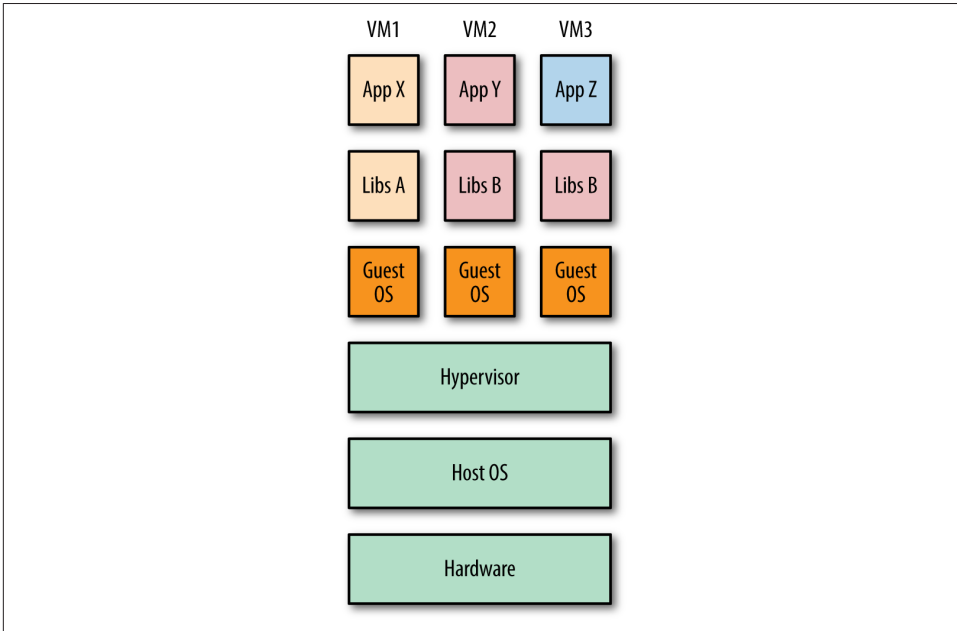 VM1 VM2 VM3
App X App Y App Z
Libs A Libs B Libs B
Guest Guest Guest
OS OS OS
Hypervisor
Host OS
Hardware